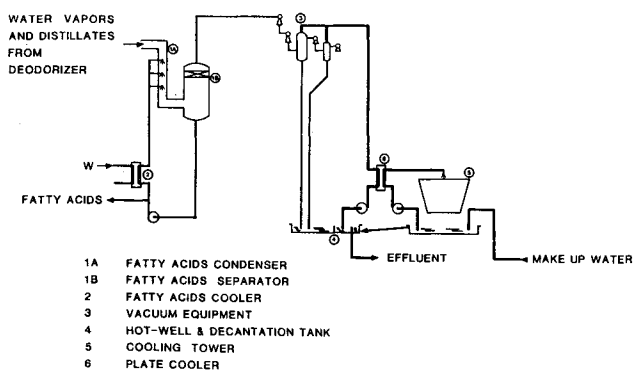 WATER VAPORS
AND DISTILLATES
FROM
DEODORIZER
1A
1B
3
W
2
FATTY ACIDS
6
5
4
EFFLUENT
MAKE UP WATER
1A FATTY ACIDS CONDENSER
1B FATTY ACIDS SEPARATOR
2 FATTY ACIDS COOLER
3 VACUUM EQUIPMENT
4 HOT-WELL & DECANTATION TANK
5 COOLING TOWER
6 PLATE COOLER